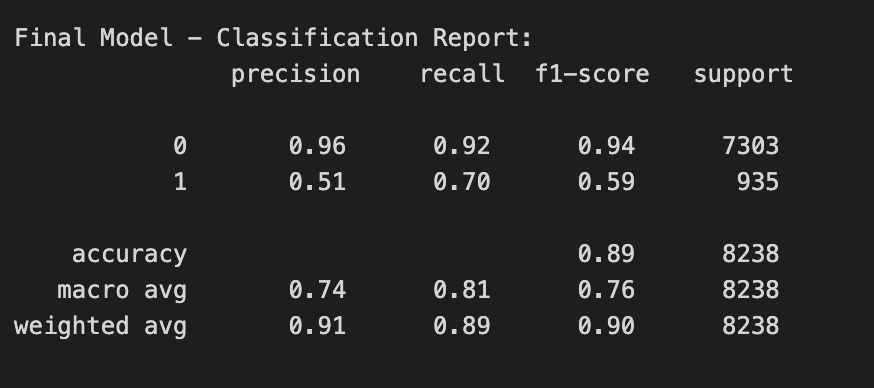 Final Model - Classification Report:
precision recall f1-score support
0 0.96 0.92 0.94 7303
1 0.51 0.70 0.59 935
accuracy 0.89 8238
macro avg 0.74 0.81 0.76 8238
weighted avg 0.91 0.89 0.90 8238